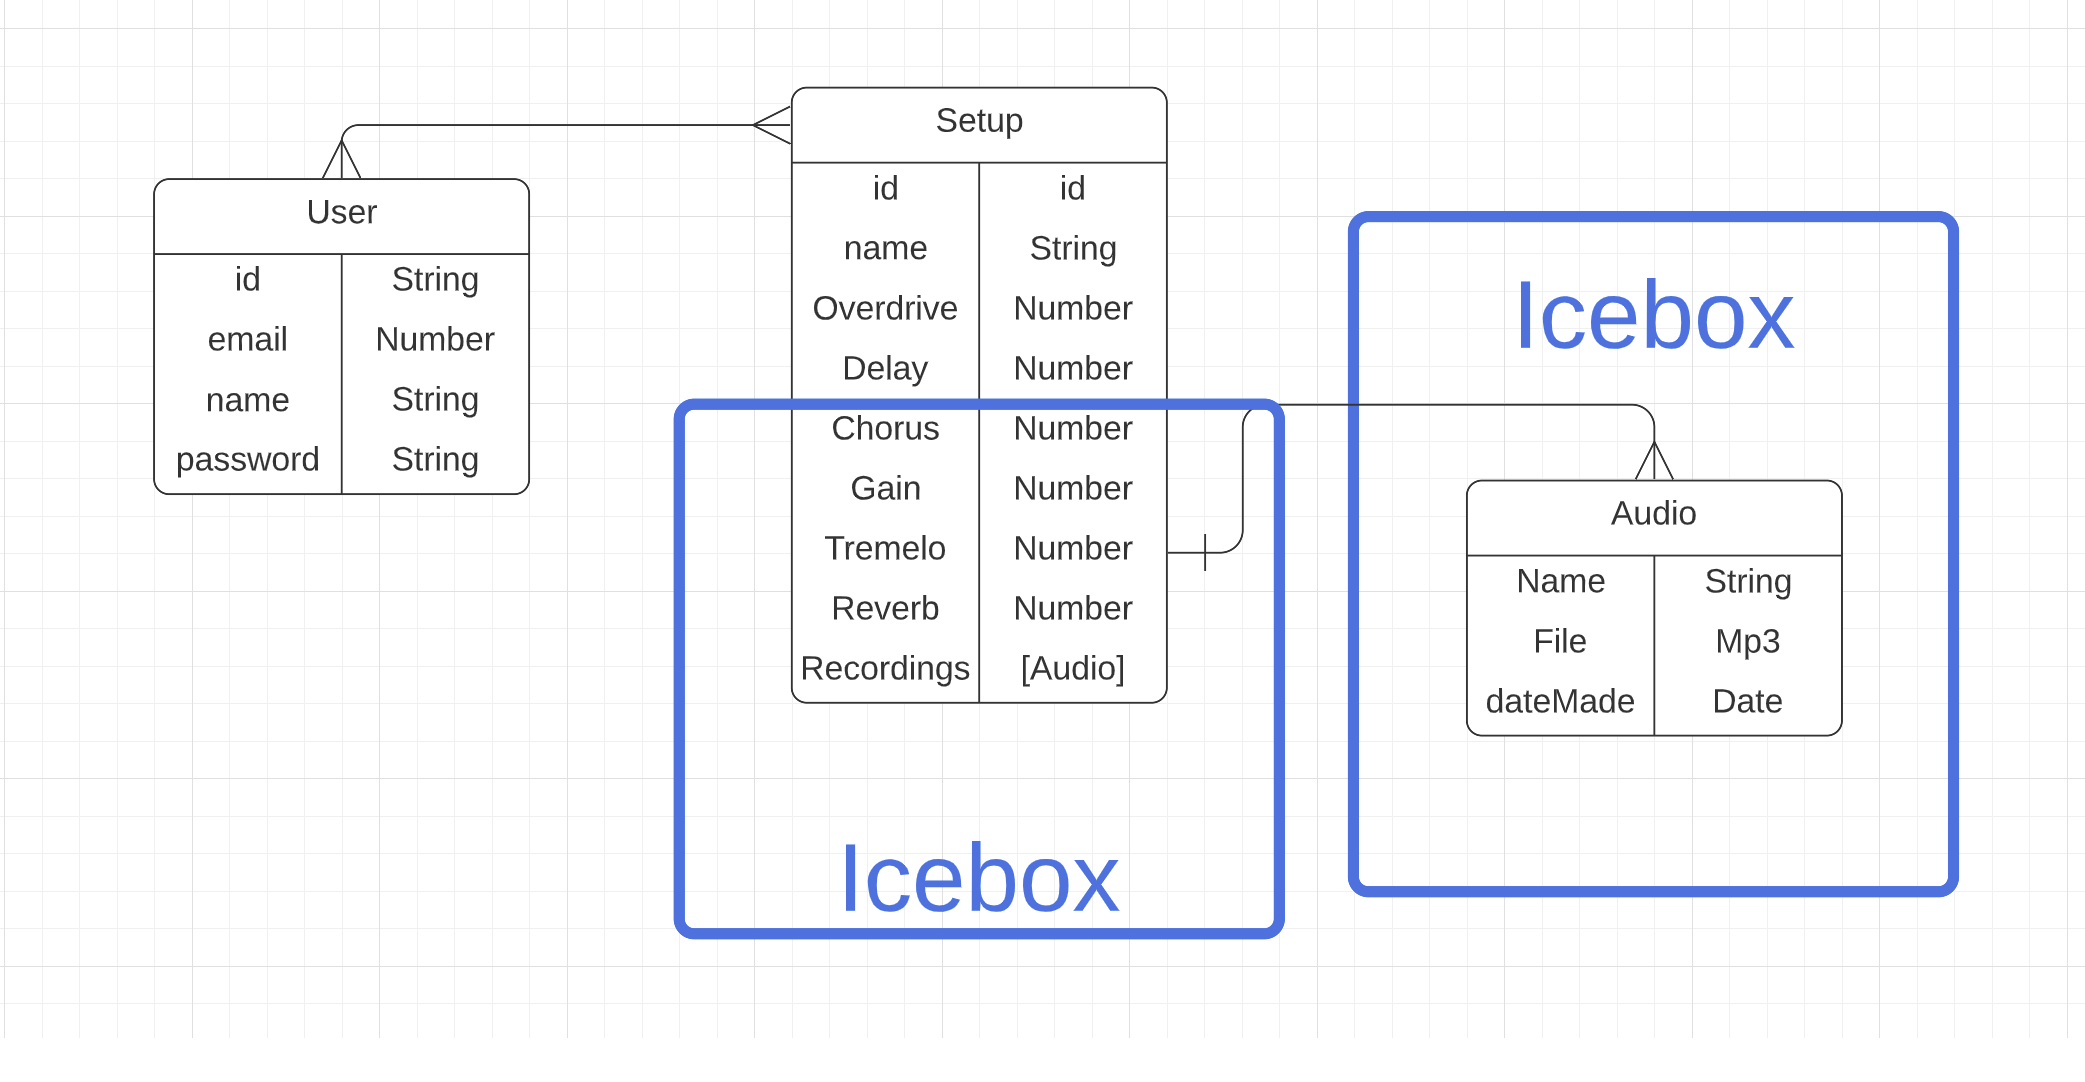 User
id String
email Number
name String
password String
Setup
id id
name String
Overdrive Number
Delay Number
Chorus Number
Gain Number
Tremelo Number
Reverb Number
Recordings [Audio]
Icebox
Icebox
Audio
Name String
File Mp3
dateMade Date